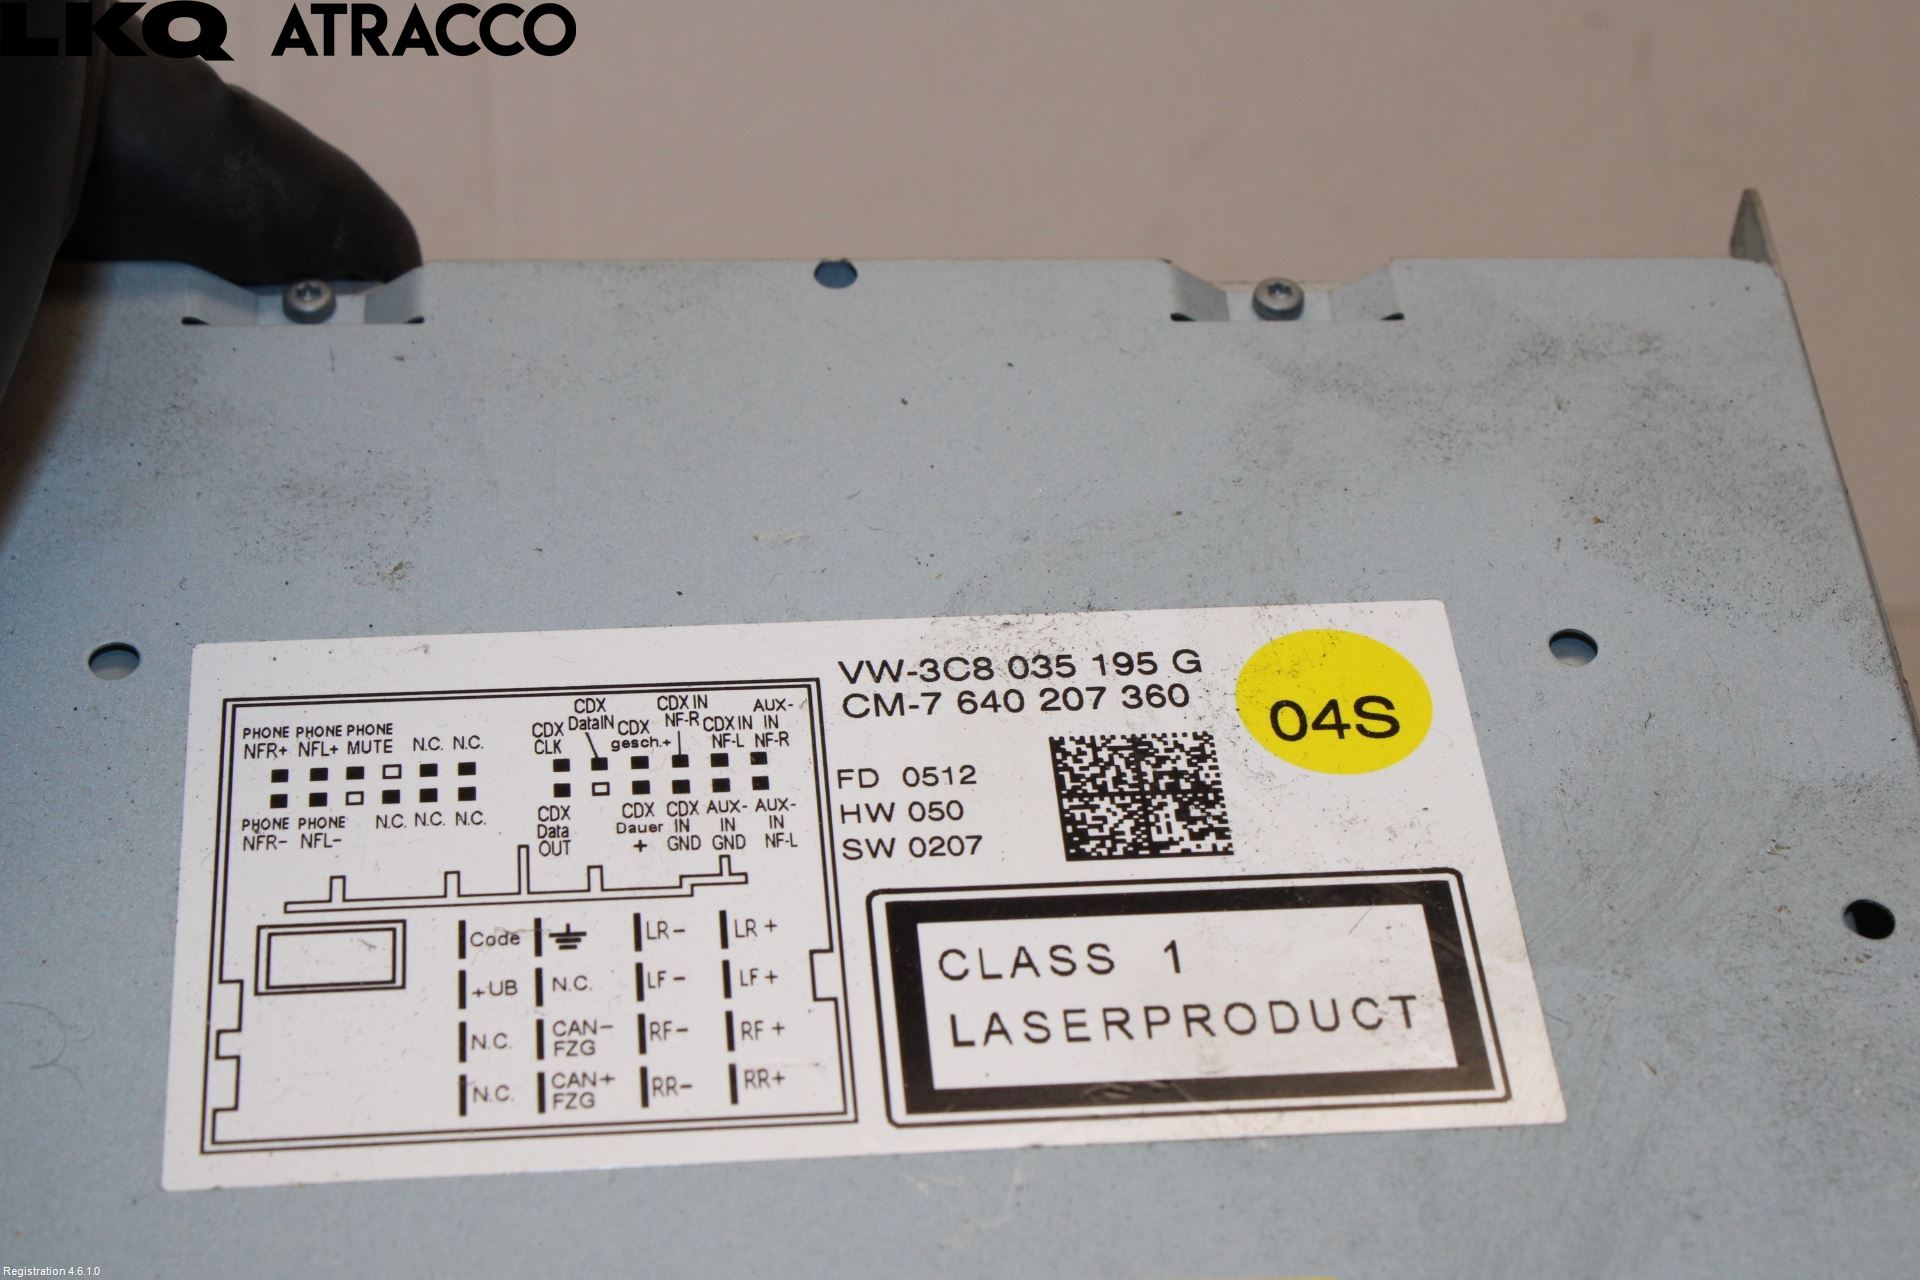 LKQ ATRACCO
VW-3C8 035 195 G
CM-7 640 207 360
04S
FD 0512
HW 050
SW 0207
CLASS 1
LASERPRODUCT
PHONE PHONE PHONE
NFR+ NFL+ MUTE N.C. N.C.
PHONE PHONE
NFR- NFL- N.C. N.C. N.C.
CDX
CLK
CDX
DataIN
CDX
gesch.+
CDX IN
NF-R
CDX IN
NF-L
AUX-
IN
NF-R
CDX
Data
OUT
CDX
Dauer
+
CDX
IN
GND
AUX-
IN
GND
AUX-
IN
NF-L
Code LR- LR+
+UB N.C. LF- LF+
N.C. CAN-
FZG RF- RF+
N.C. CAN+
FZG RR- RR+
Registration 4.6.1.0